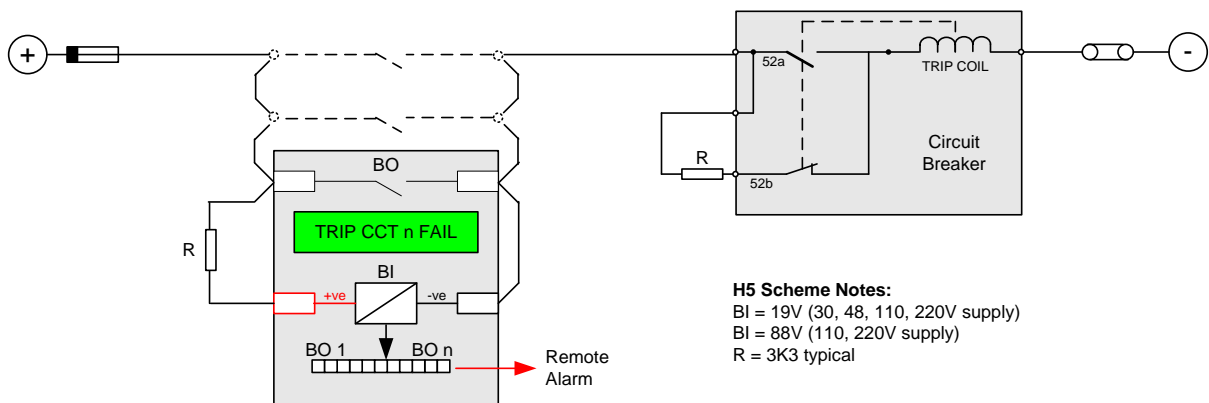 +
-
52a
TRIP COIL
R
52b
Circuit
Breaker
BO
TRIP CCT n FAIL
R
BI
+ve
-ve
BO 1
BO n
Remote
Alarm
H5 Scheme Notes:
BI = 19V (30, 48, 110, 220V supply)
BI = 88V (110, 220V supply)
R = 3K3 typical